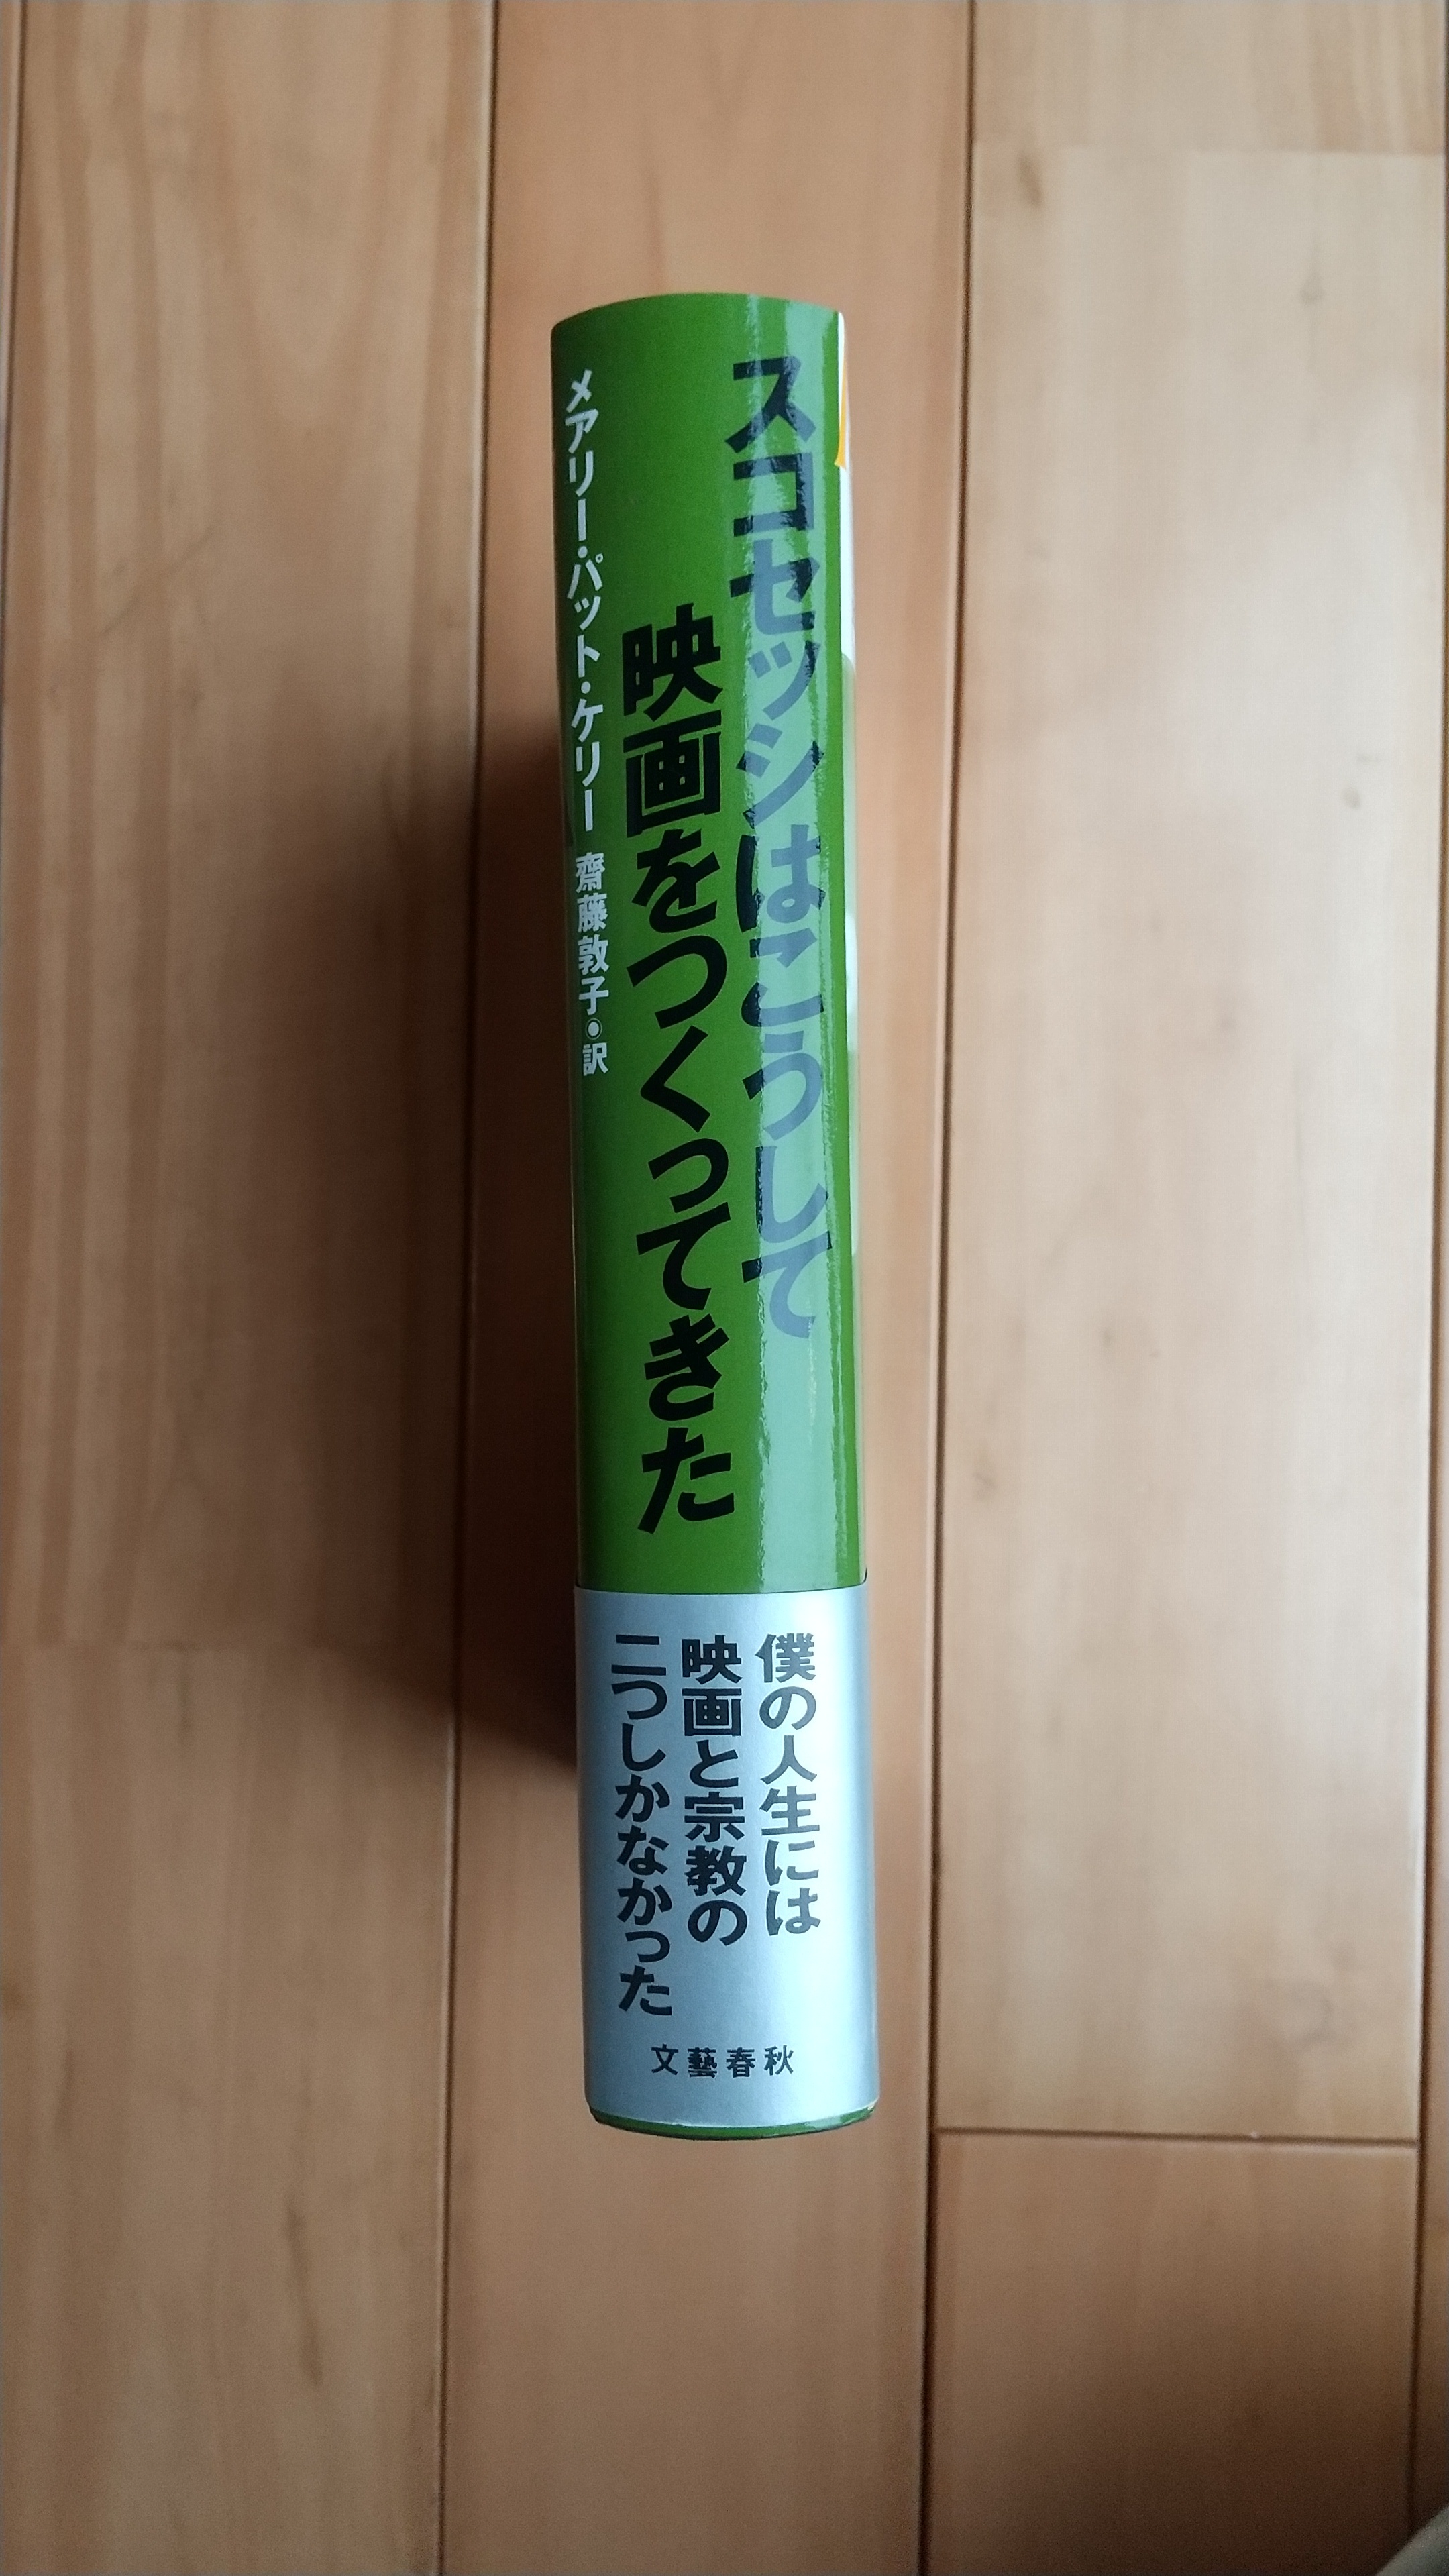 スコセッシはこうして
映画をつくってきた
メアリー・パット・ケリー 齋藤敦子◉訳
僕の人生には
映画と宗教の
二つしかなかった
文藝春秋